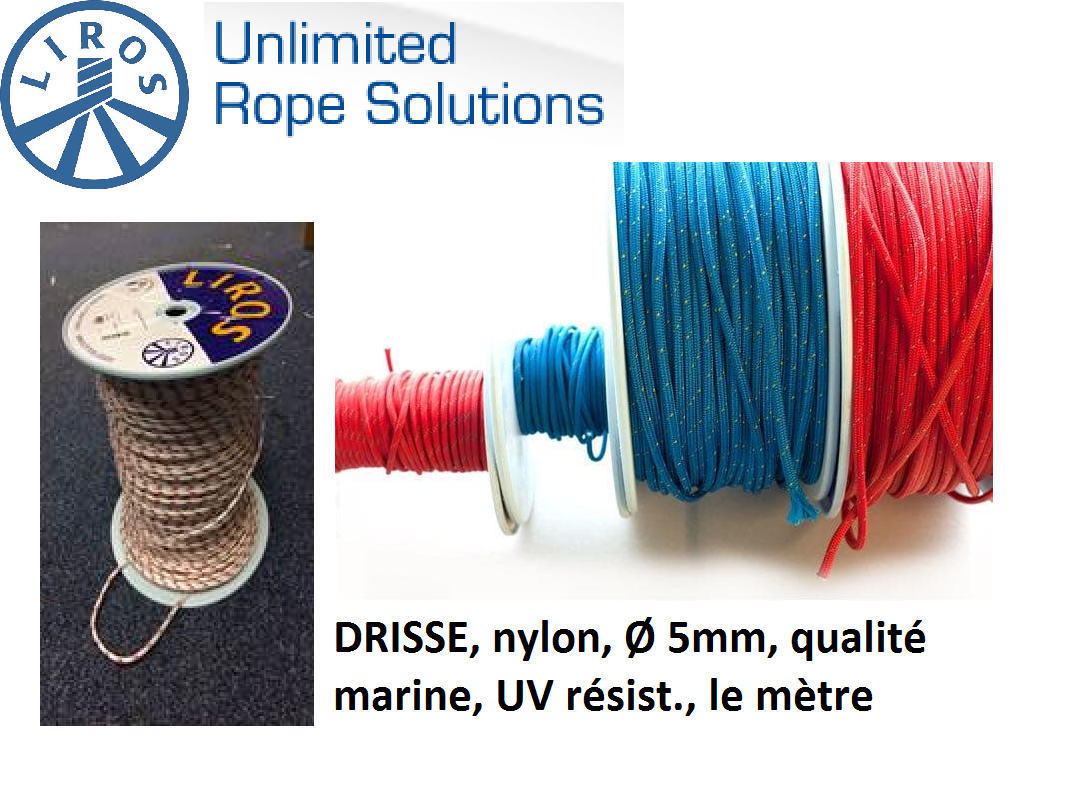 LIROS
Unlimited
Rope Solutions
LIROS
DRISSE, nylon, Ø 5mm, qualité
marine, UV résist., le mètre